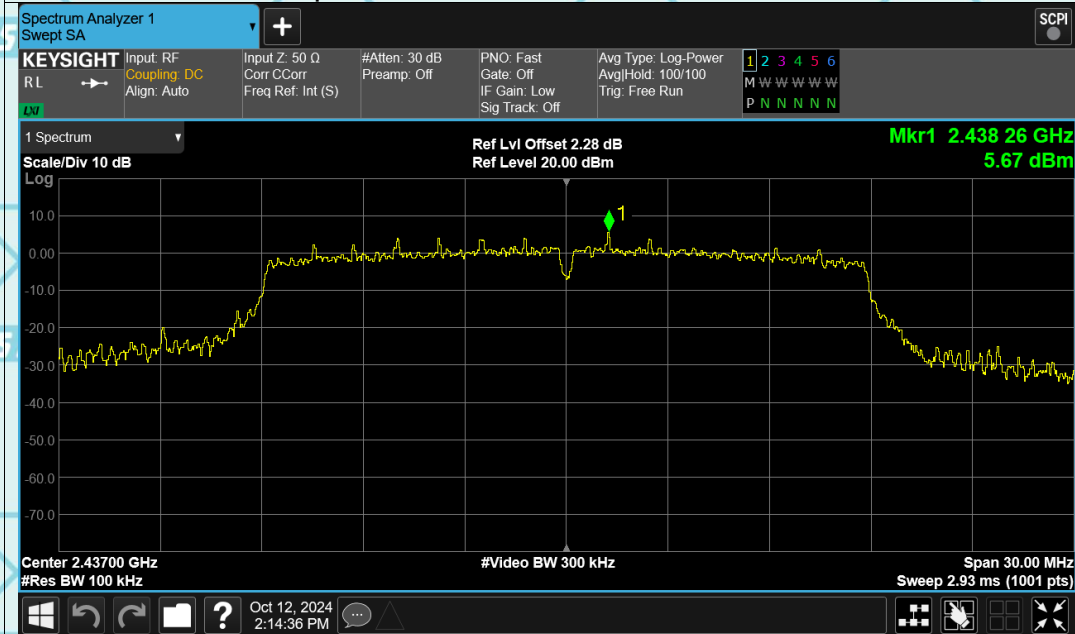 Spectrum Analyzer 1
Swept SA
+
SCPI
KEYSIGHT Input: RF Input Z: 50 Ω #Atten: 30 dB PNO: Fast Avg Type: Log-Power 1 2 3 4 5 6
R L Coupling: DC Corr CCorr Preamp: Off Gate: Off Avg|Hold: 100/100 M W W W W W
Align: Auto Freq Ref: Int (S) IF Gain: Low Trig: Free Run P N N N N N
LXI Sig Track: Off
1 Spectrum Ref Lvl Offset 2.28 dB Mkr1 2.438 26 GHz
Scale/Div 10 dB Ref Level 20.00 dBm 5.67 dBm
Log
1
10.0
0.00
-10.0
-20.0
-30.0
-40.0
-50.0
-60.0
-70.0
Center 2.43700 GHz #Video BW 300 kHz Span 30.00 MHz
#Res BW 100 kHz Sweep 2.93 ms (1001 pts)
? Oct 12, 2024
2:14:36 PM